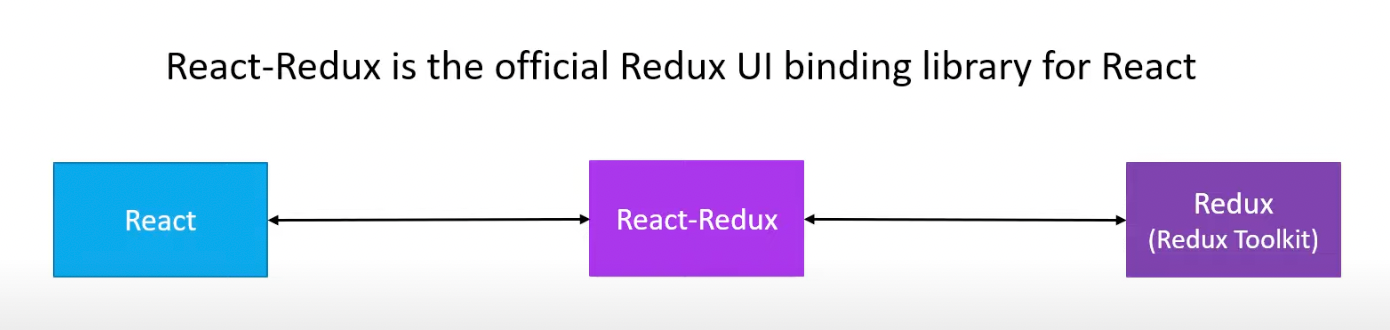 React-Redux is the official Redux UI binding library for React
React
React-Redux
Redux
(Redux Toolkit)